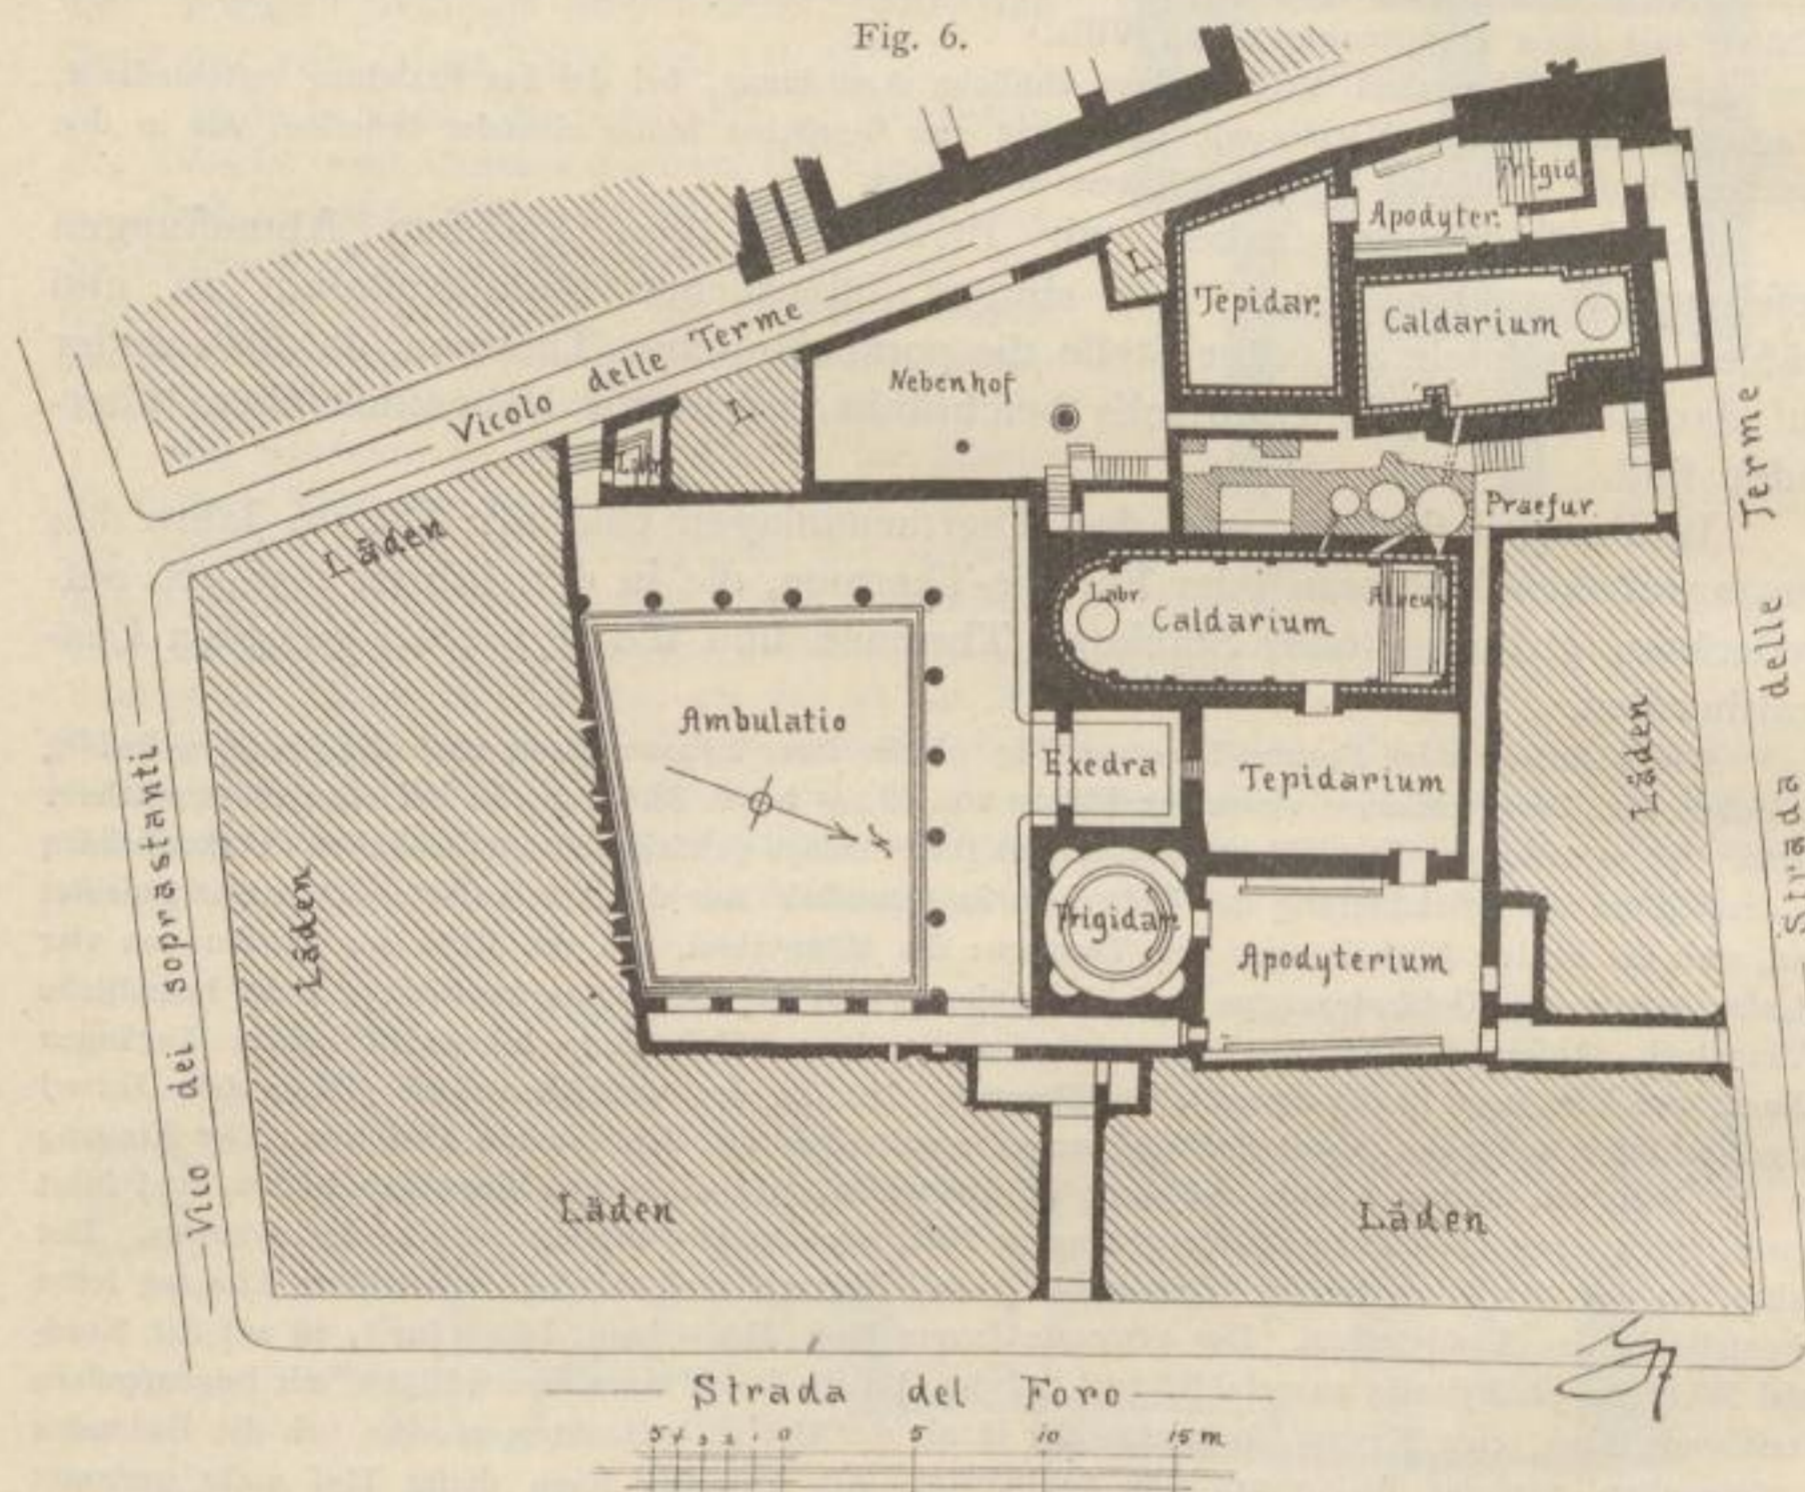 Fig. 6.
Frigid.
Apodyter.
L.
Tepidar.
Caldarium
Vicolo delle Terme
Nebenhof
L.
Latr.
Praefur.
Läden
Labr.
Alveus
Caldarium
Strada delle Terme
Ambulatio
Exedra
Tepidarium
Läden
N
Vico dei soprastanti
Läden
Frigidar.
Apodyterium
Läden
Läden
Strada del Foro
5 4 3 2 1 0 5 10 15 m